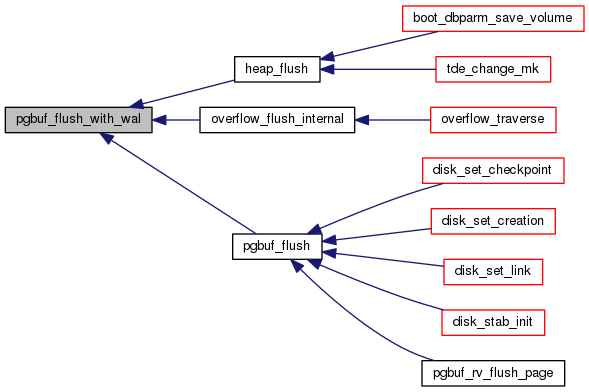 boot_dbparm_save_volume
heap_flush
tde_change_mk
pgbuf_flush_with_wal
overflow_flush_internal
overflow_traverse
disk_set_checkpoint
disk_set_creation
pgbuf_flush
disk_set_link
disk_stab_init
pgbuf_rv_flush_page